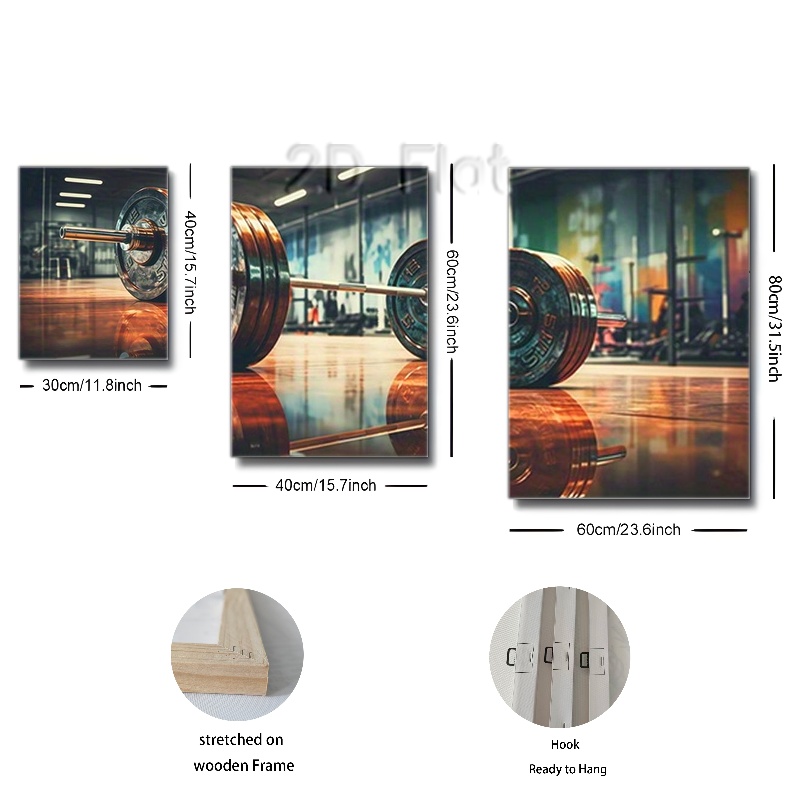 2D Flat
40cm/15.7inch
60cm/23.6inch
80cm/31.5inch
30cm/11.8inch
40cm/15.7inch
60cm/23.6inch
stretched on
wooden Frame
Hook
Ready to Hang